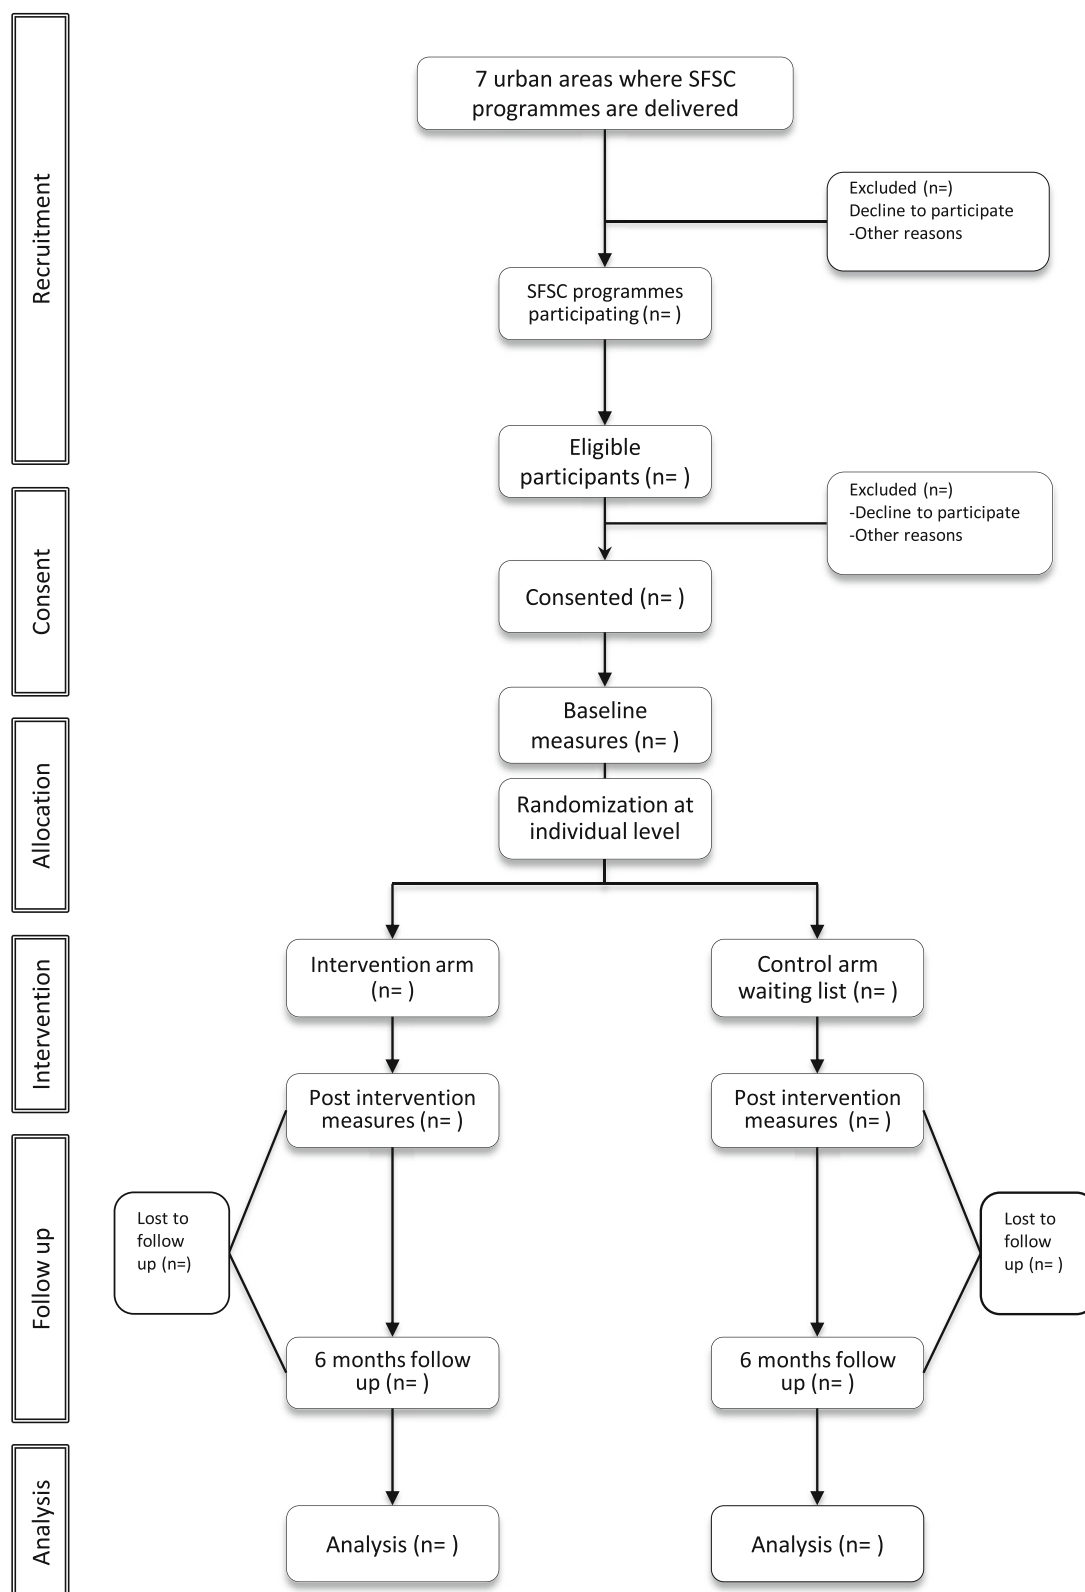 Recruitment
7 urban areas where SFSC
programmes are delivered
Excluded (n=)
Decline to participate
-Other reasons
SFSC programmes
participating (n= )
Eligible
participants (n= )
Consent
Excluded (n=)
-Decline to participate
-Other reasons
Consented (n= )
Baseline
measures (n= )
Allocation
Randomization at
individual level
Intervention
Intervention arm
(n= )
Control arm
waiting list (n= )
Post intervention
measures (n= )
Post intervention
measures (n= )
Follow up
Lost to
follow
up (n=)
Lost to
follow
up (n= )
6 months follow
up (n= )
6 months follow
up (n= )
Analysis
Analysis (n= )
Analysis (n= )